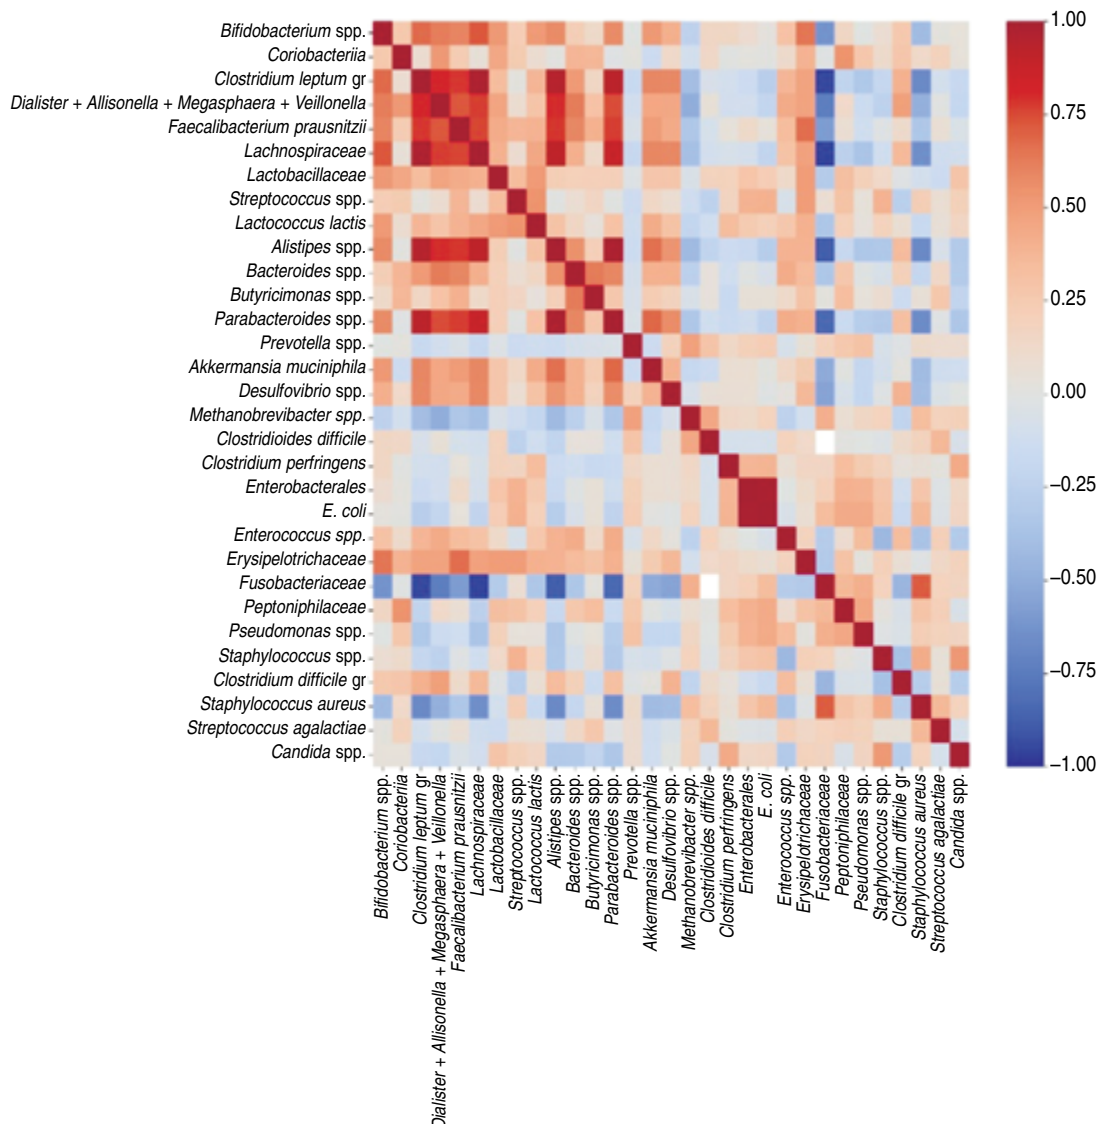 Bifidobacterium spp.
Coriobacteriia
Clostridium leptum gr
Dialister + Allisonella + Megasphaera + Veillonella
Faecalibacterium prausnitzii
Lachnospiraceae
Lactobacillaceae
Streptococcus spp.
Lactococcus lactis
Alistipes spp.
Bacteroides spp.
Butyricimonas spp.
Parabacteroides spp.
Prevotella spp.
Akkermansia muciniphila
Desulfovibrio spp.
Methanobrevibacter spp.
Clostridioides difficile
Clostridium perfringens
Enterobacterales
E. coli
Enterococcus spp.
Erysipelotrichaceae
Fusobacteriaceae
Peptoniphilaceae
Pseudomonas spp.
Staphylococcus spp.
Clostridium difficile gr
Staphylococcus aureus
Streptococcus agalactiae
Candida spp.
1.00
0.75
0.50
0.25
0.00
−0.25
−0.50
−0.75
−1.00
Bifidobacterium spp.
Coriobacteriia
Clostridium leptum gr
Dialister + Allisonella + Megasphaera + Veillonella
Faecalibacterium prausnitzii
Lachnospiraceae
Lactobacillaceae
Streptococcus spp.
Lactococcus lactis
Alistipes spp.
Bacteroides spp.
Butyricimonas spp.
Parabacteroides spp.
Prevotella spp.
Akkermansia muciniphila
Desulfovibrio spp.
Methanobrevibacter spp.
Clostridioides difficile
Clostridium perfringens
Enterobacterales
E. coli
Enterococcus spp.
Erysipelotrichaceae
Fusobacteriaceae
Peptoniphilaceae
Pseudomonas spp.
Staphylococcus spp.
Clostridium difficile gr
Staphylococcus aureus
Streptococcus agalactiae
Candida spp.